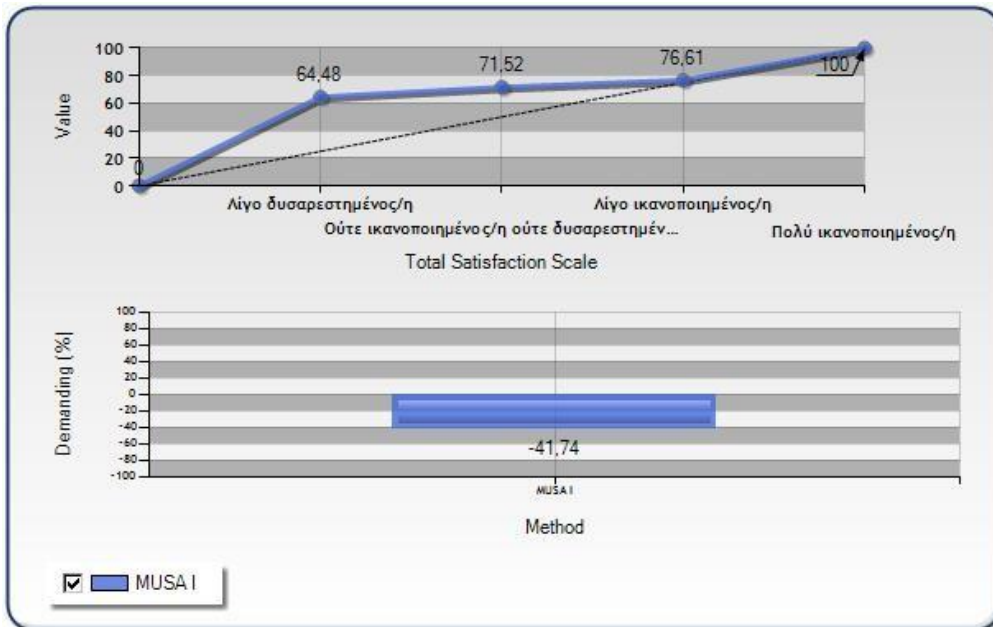 Value
100
80
60
40
20
0
0
64,48
71,52
76,61
100
Λίγο δυσαρεστημένος/η
Λίγο ικανοποιημένος/η
Ούτε ικανοποιημένος/η ούτε δυσαρεστημέν...
Πολύ ικανοποιημένος/η
Total Satisfaction Scale
Demanding (%)
100
80
60
40
20
0
-20
-40
-60
-80
-100
-41,74
MUSA I
Method
MUSA I